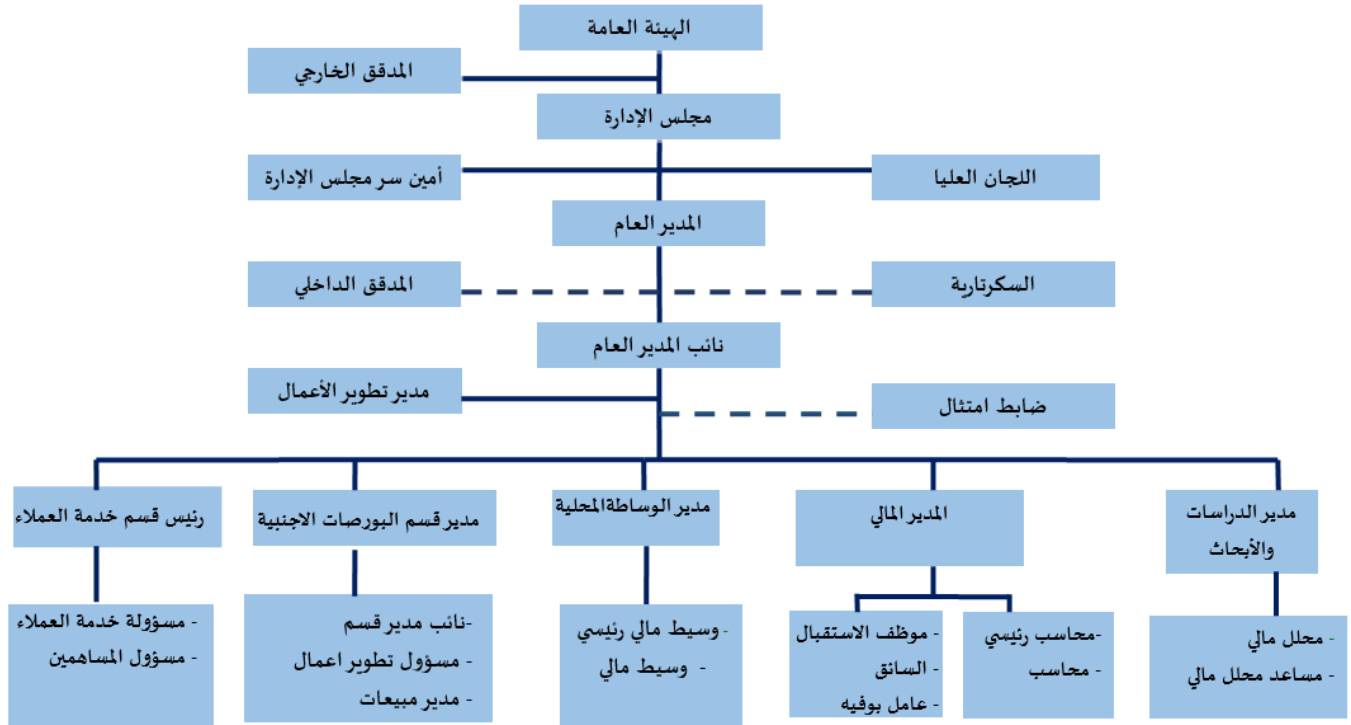 الهيئة العامة
المدقق الخارجي
مجلس الإدارة
اللجان العليا
أمين سر مجلس الإدارة
المدير العام
السكرتارية
المدقق الداخلي
نائب المدير العام
ضابط امتثال
مدير تطوير الأعمال
مدير الدراسات
والأبحاث
- محلل مالي
- مساعد محلل مالي
المدير المالي
-محاسب رئيسي
- محاسب
- موظف الاستقبال
- السائق
- عامل بوفيه
مدير الوساطة المحلية
- وسيط مالي رئيسي
- وسيط مالي
مدير قسم البورصات الاجنبية
-نائب مدير قسم
- مسؤول تطوير اعمال
- مدير مبيعات
رئيس قسم خدمة العملاء
- مسؤولة خدمة العملاء
- مسؤول المساهمين